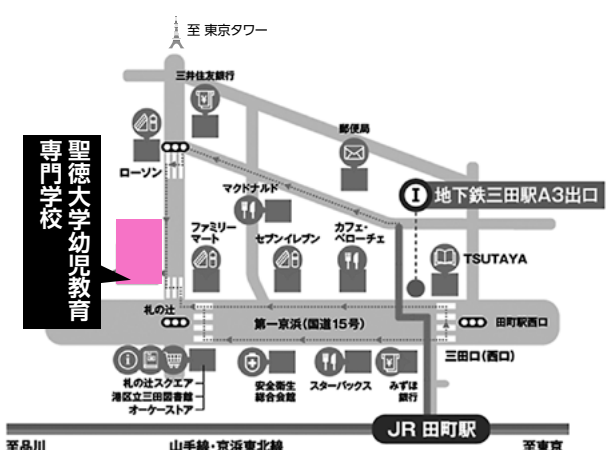 至 東京タワー
三井住友銀行
郵便局
ローソン
マクドナルド
I 地下鉄三田駅A3出口
聖徳大学幼児教育
専門学校
ファミリー
マート
セブンイレブン
カフェ・
ベローチェ
TSUTAYA
札の辻
第一京浜(国道15号)
田町駅西口
三田口(西口)
札の辻スクエア
港区立三田図書館
オーケーストア
安全衛生
総合会館
スターバックス
みずほ
銀行
JR 田町駅
至品川
山手線・京浜東北線
至東京